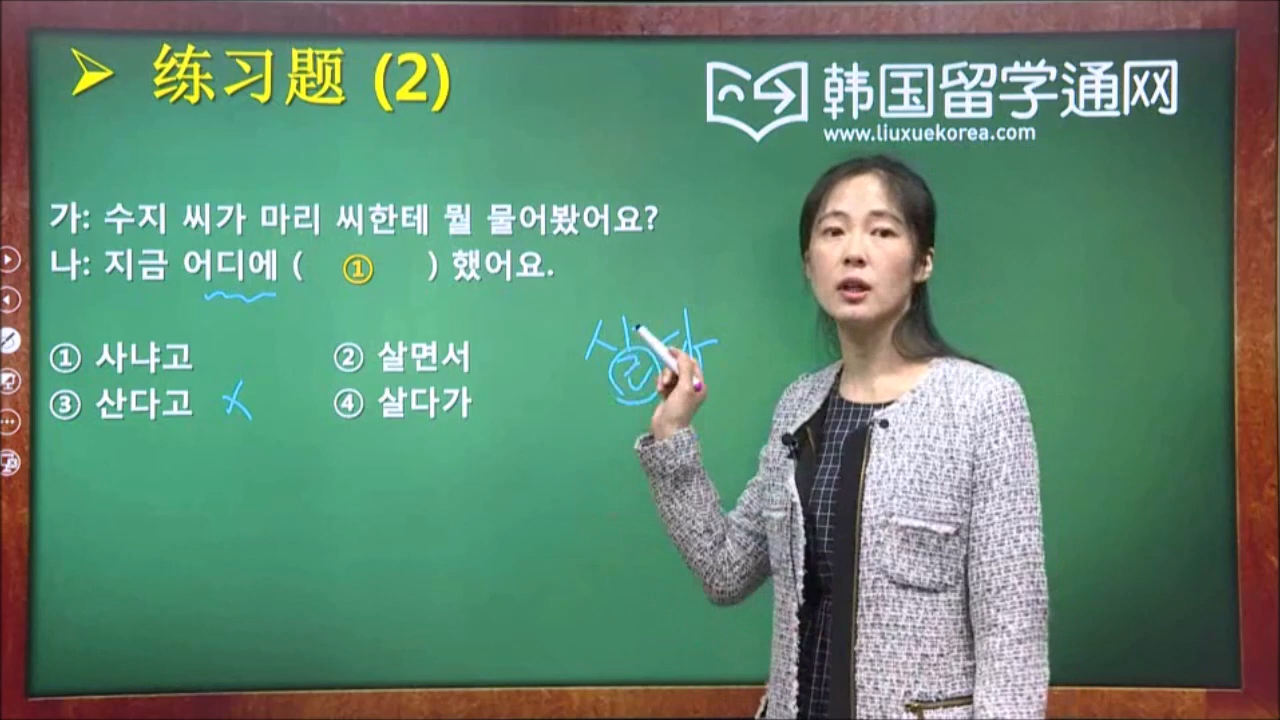 练习题 (2)
韩国留学通网
www.liuxuekorea.com
가: 수지 씨가 마리 씨한테 뭘 물어봤어요?
나: 지금 어디에 ( ① ) 했어요.
① 사냐고 ② 살면서
③ 산다고 ④ 살다가